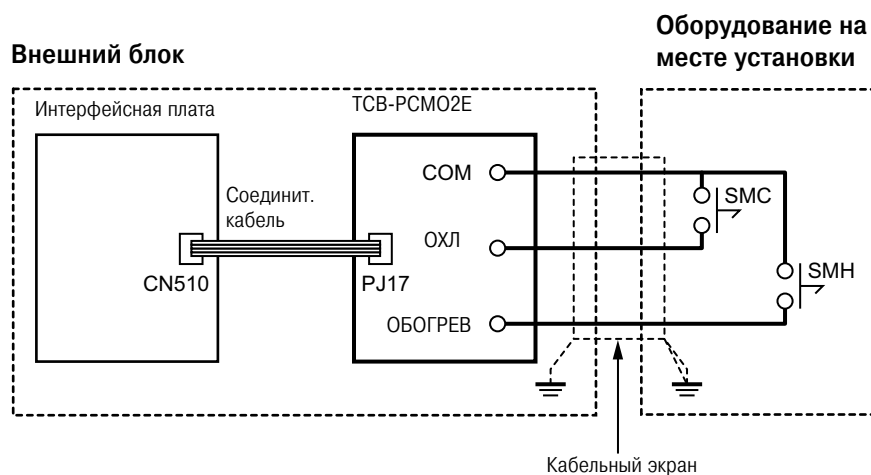 Внешний блок
Оборудование на
месте установки
Интерфейсная плата
TCB-PCMO2E
COM
Соединит.
кабель
SMC
ОХЛ
CN510
PJ17
SMH
ОБОГРЕВ
Кабельный экран